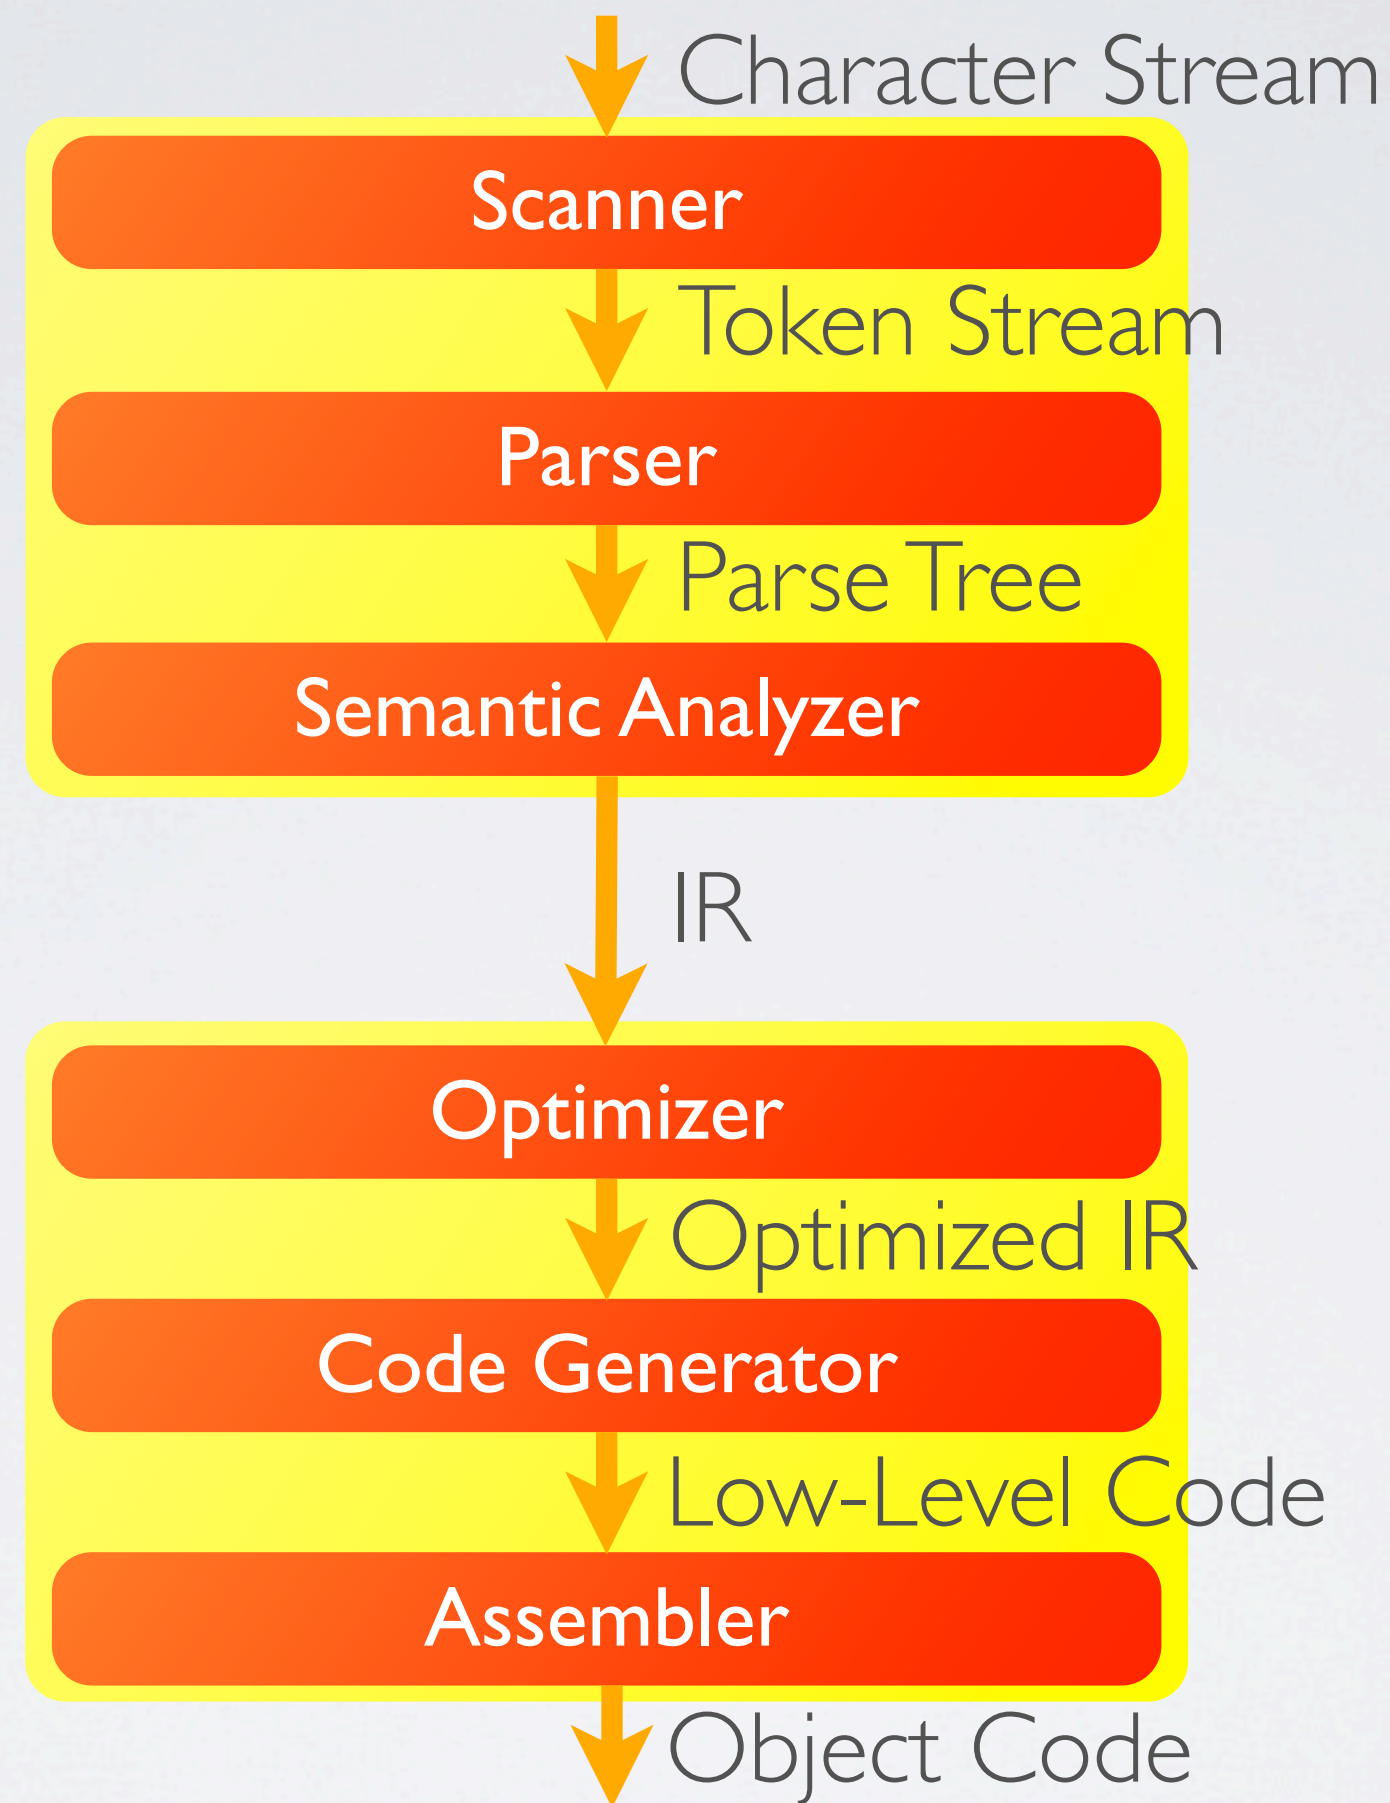 Character Stream
Scanner
Token Stream
Parser
Parse Tree
Semantic Analyzer
IR
Optimizer
Optimized IR
Code Generator
Low-Level Code
Assembler
Object Code